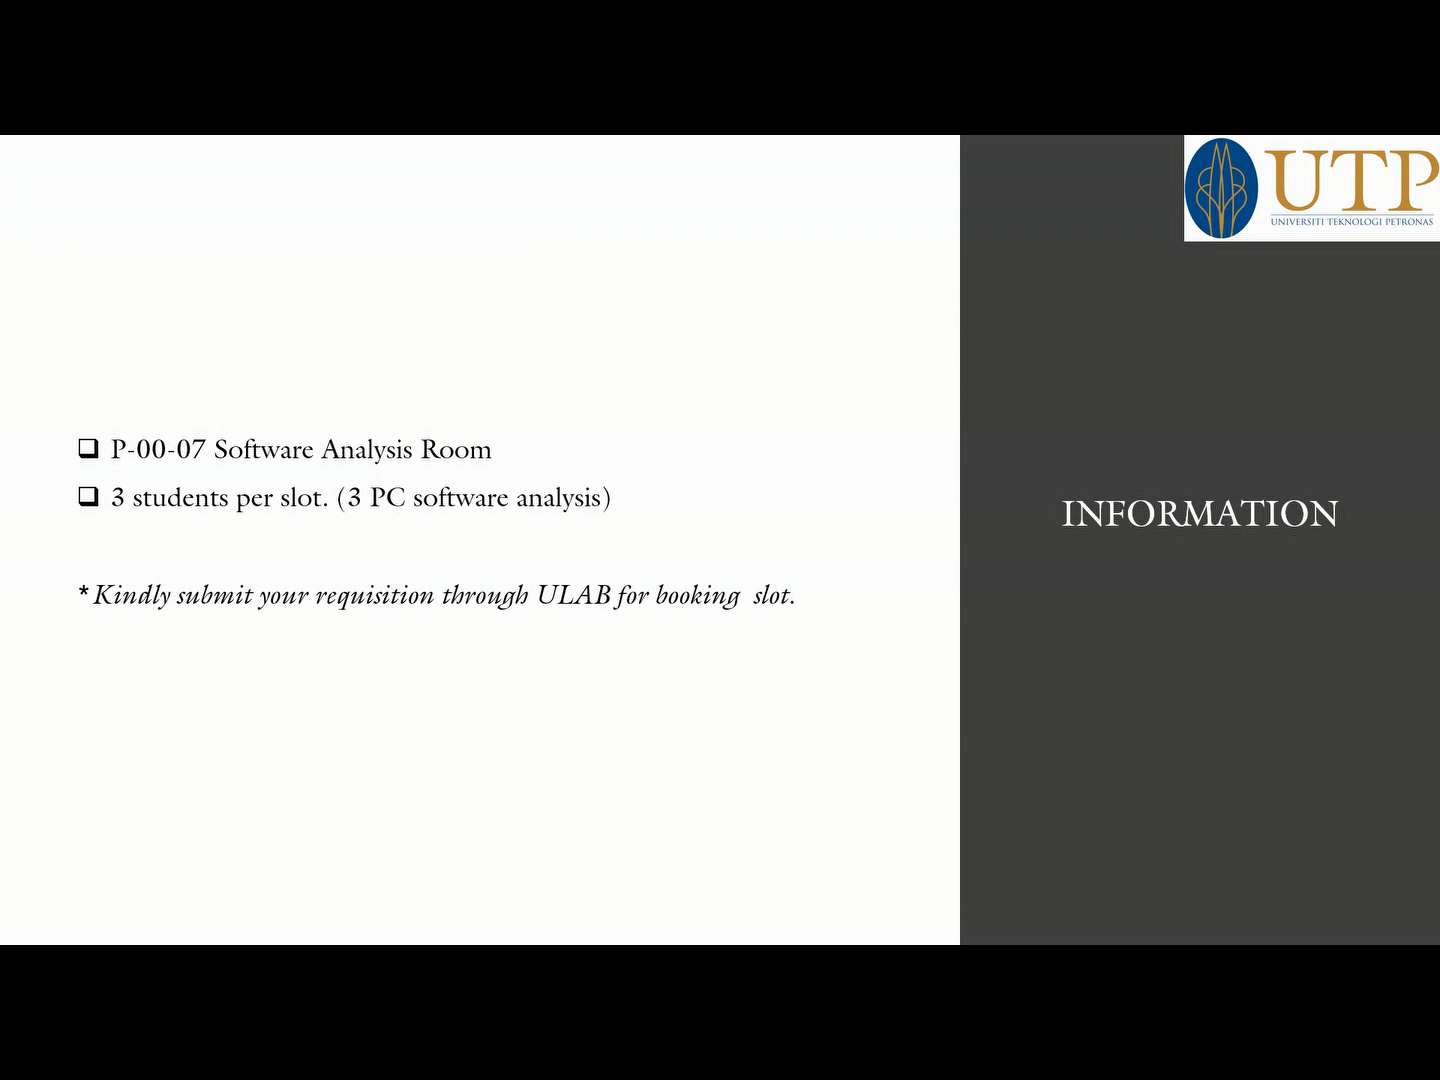 UTP
UNIVERSITI TEKNOLOGI PETRONAS
P-00-07 Software Analysis Room
3 students per slot. (3 PC software analysis)
*Kindly submit your requisition through ULAB for booking  slot.
INFORMATION